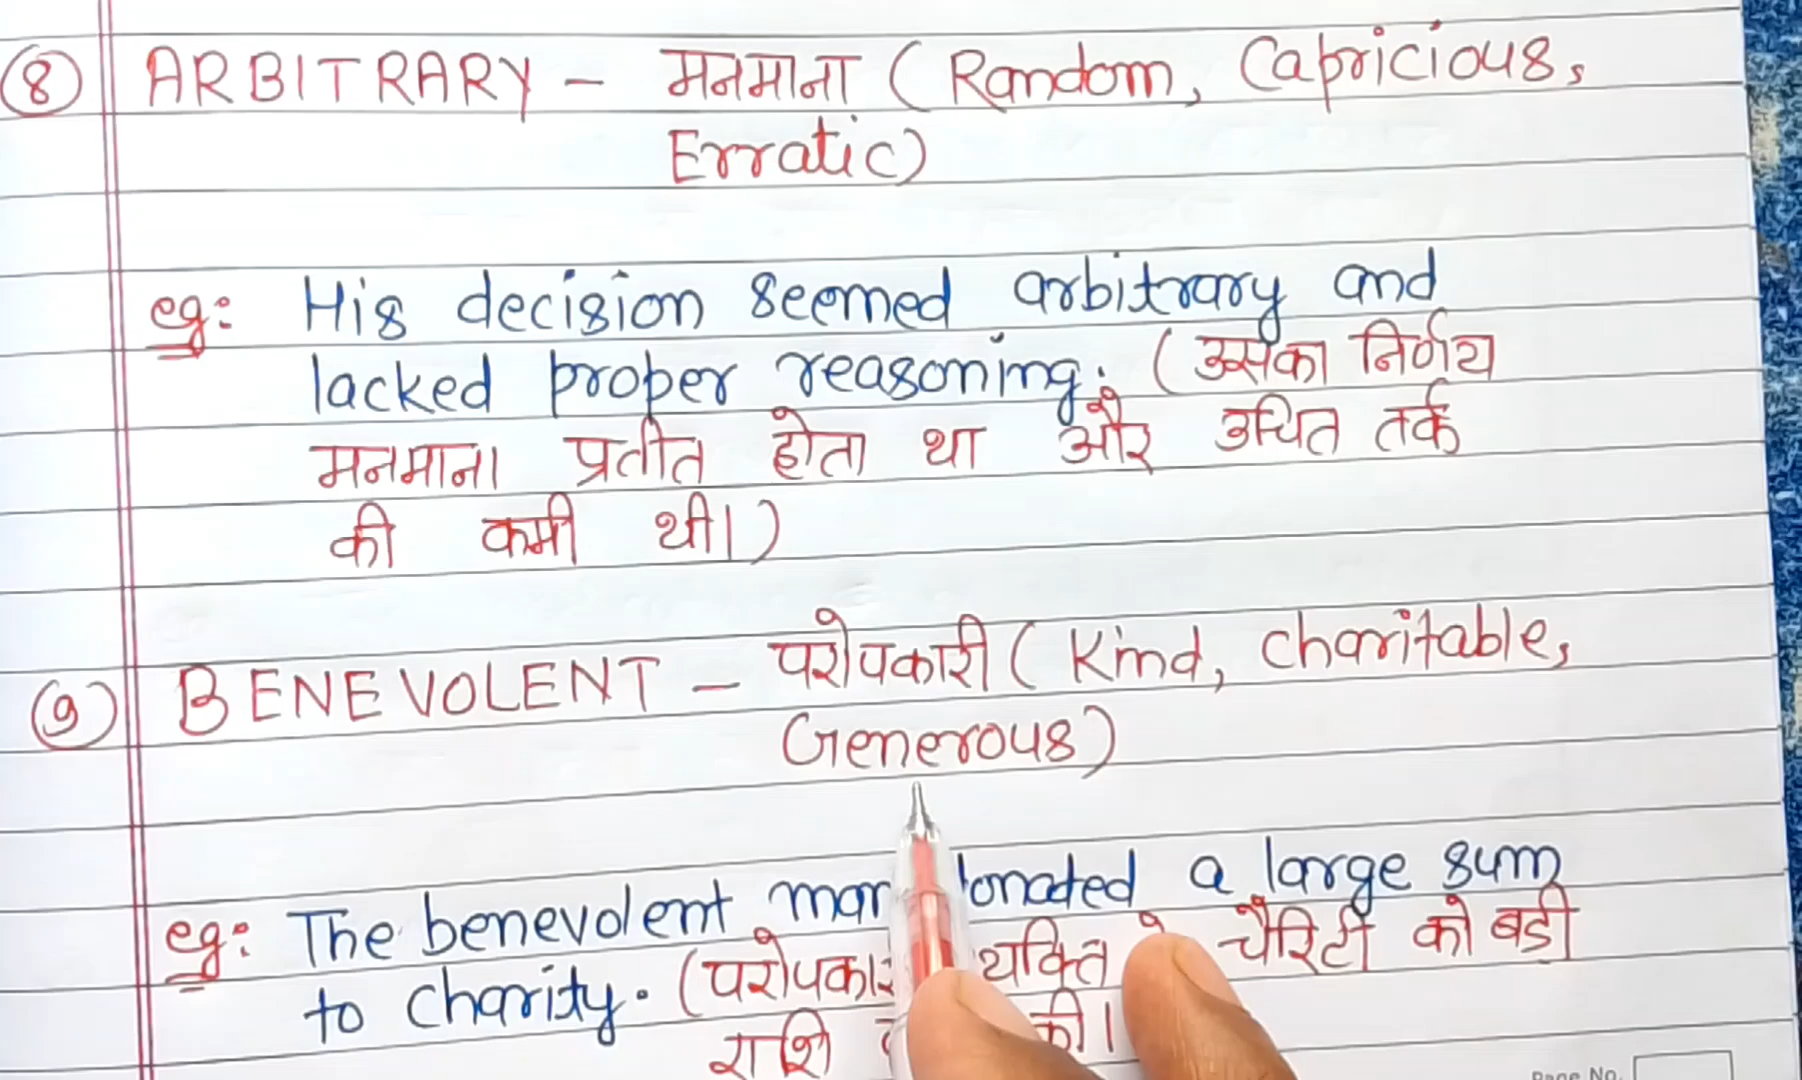 8 ARBITRARY – मनमाना ( Random, Capricious,
Erratic)
eg: His decision seemed arbitrary and
lacked proper reasoning. ( उसका निर्णय
मनमाना प्रतीत होता था और उचित तर्क
की कमी थी।)
9 BENEVOLENT – परोपकारी ( Kind, charitable,
Generous)
eg: The benevolent a large sum
to charity. ( चैरिटी को बडी
राशि की।
Page No.